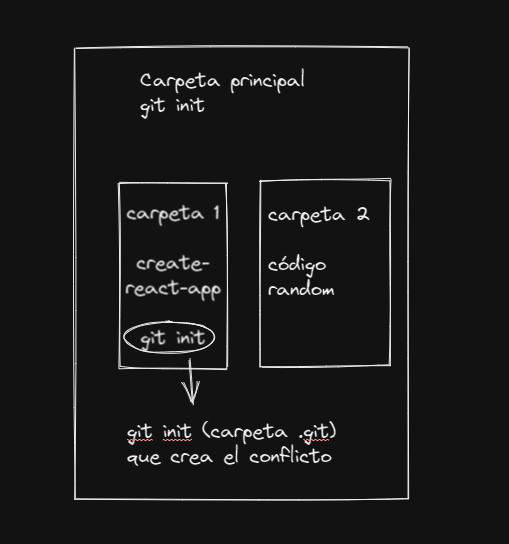 Carpeta principal
git init
carpeta 1
create-
react-app
git init
carpeta 2
código
random
git init (carpeta .git)
que crea el conflicto